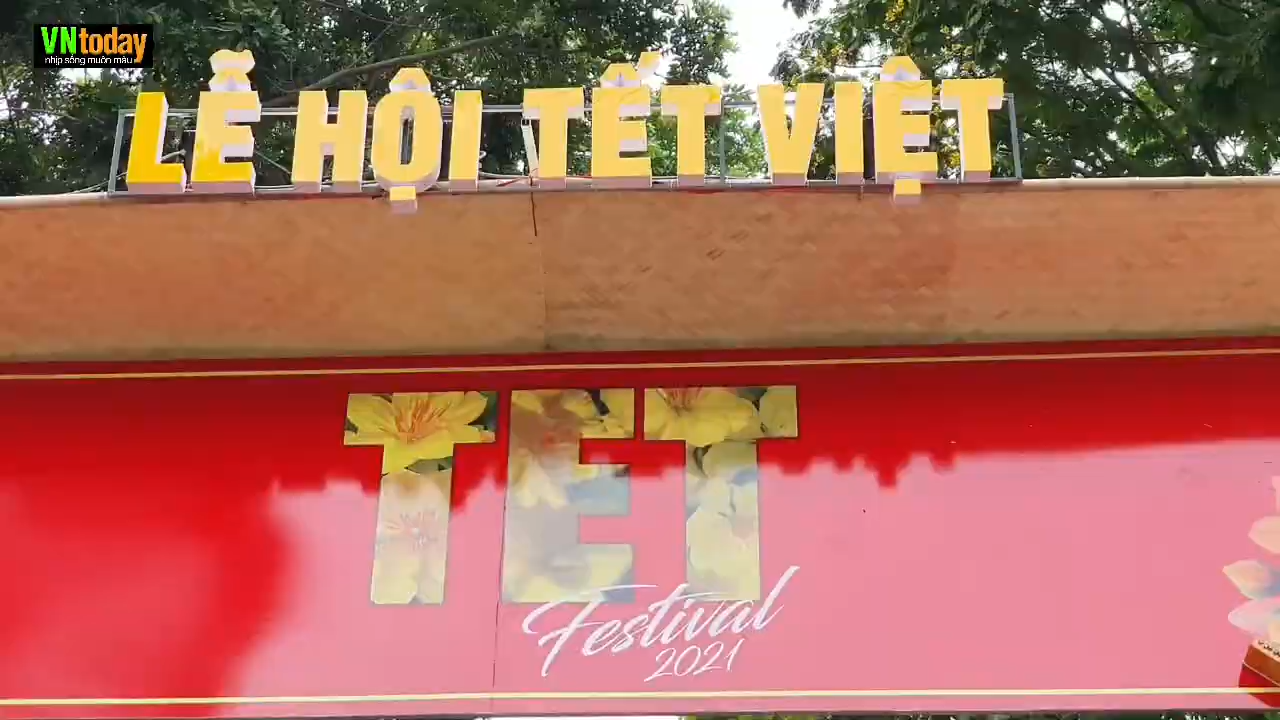 VNtoday
nhịp sống muôn màu
LỄ HỘI TẾT VIỆT
TET
Festival
2021